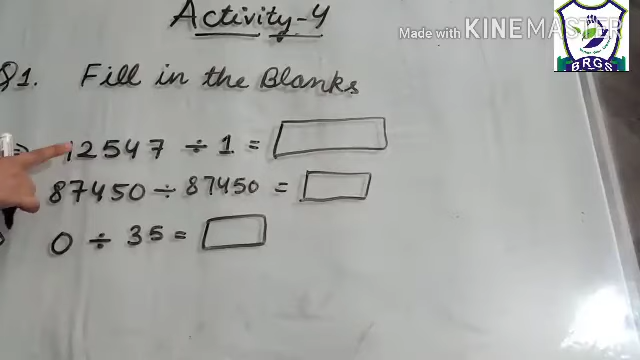 Activity-4
Made with KINEMASTER
BRGS
Q1. Fill in the Blanks
12547 ÷ 1 =
87450 ÷ 87450 =
0 ÷ 35 =